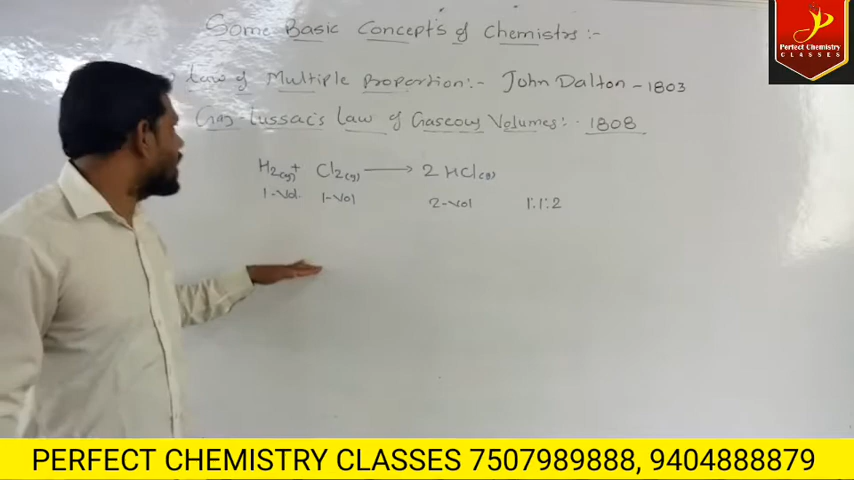 Some Basic Concepts of Chemistry :-
Law of Multiple proportion :- John Dalton - 1803
Gay-Lussac's Law of Gaseous Volumes :- 1808
H2(g) + Cl2(g) → 2 HCl(g)
1-Vol 1-Vol 2-Vol 1:1:2
Perfect Chemistry
CLASSES
PERFECT CHEMISTRY CLASSES 7507989888, 9404888879